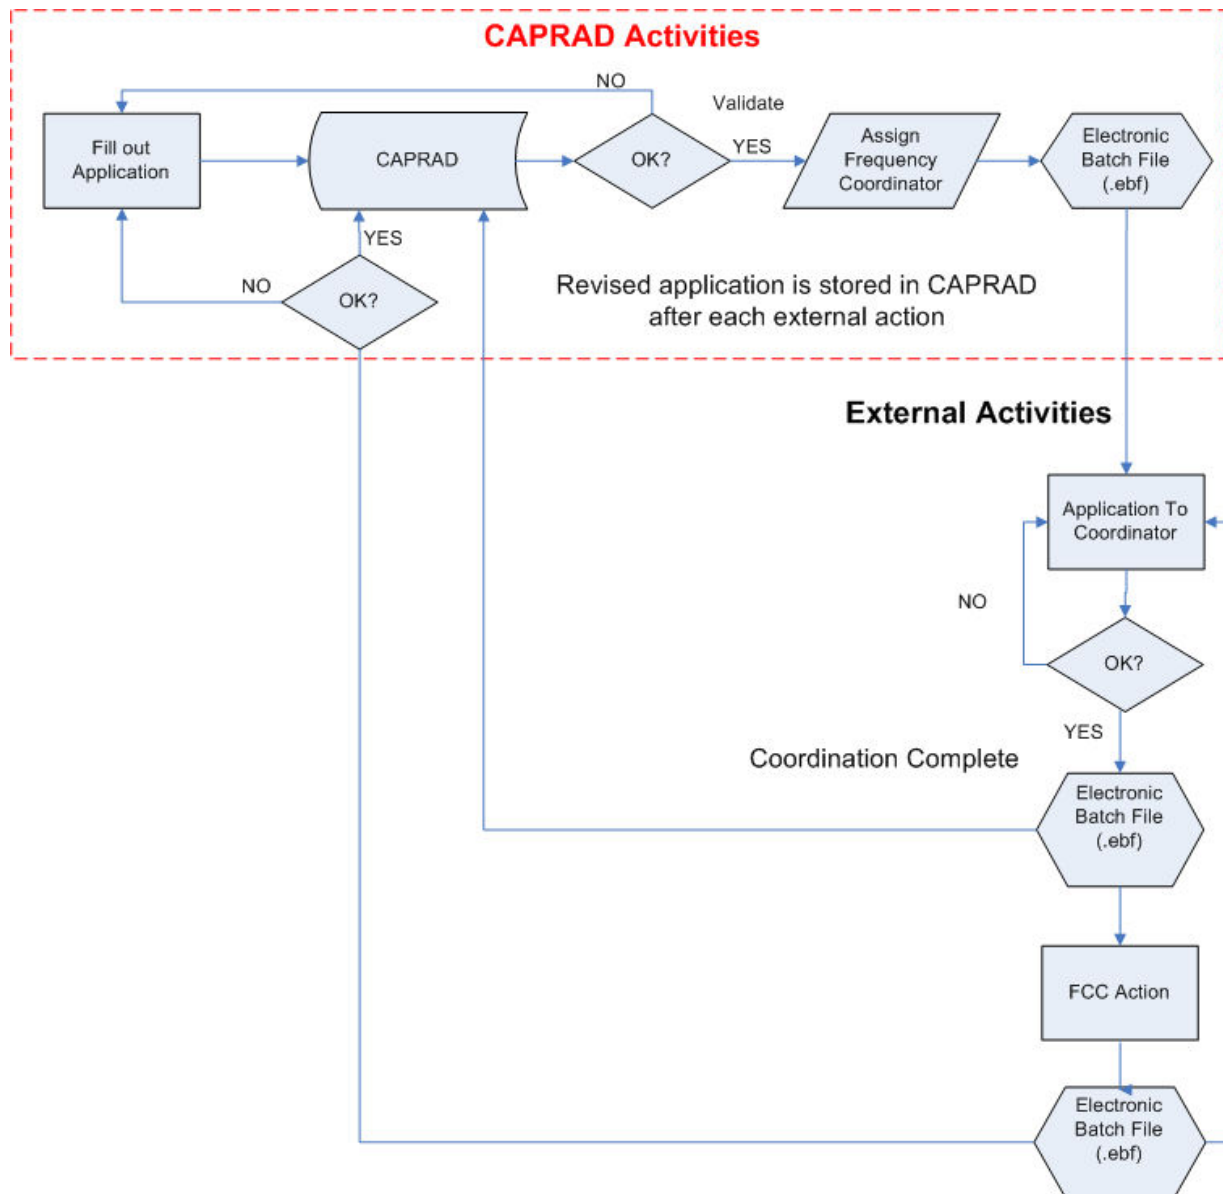 CAPRAD Activities
NO
Validate
Fill out
Application
CAPRAD
OK?
YES
Assign
Frequency
Coordinator
Electronic
Batch File
(.ebf)
YES
NO
OK?
Revised application is stored in CAPRAD
after each external action
External Activities
Application To
Coordinator
NO
OK?
YES
Coordination Complete
Electronic
Batch File
(.ebf)
FCC Action
Electronic
Batch File
(.ebf)